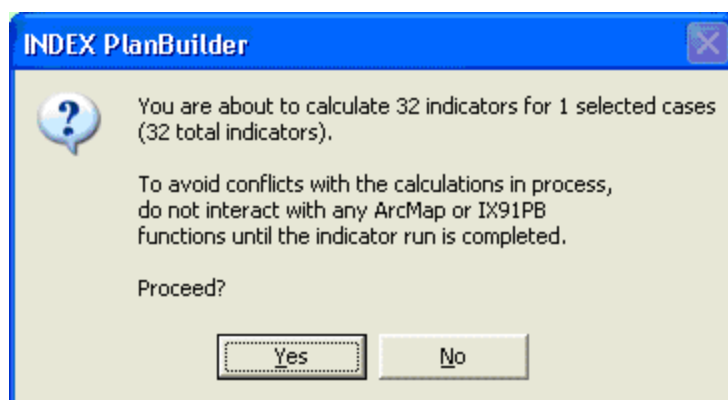 INDEX PlanBuilder
You are about to calculate 32 indicators for 1 selected cases
(32 total indicators).
To avoid conflicts with the calculations in process,
do not interact with any ArcMap or IX91PB
functions until the indicator run is completed.
Proceed?
Yes
No